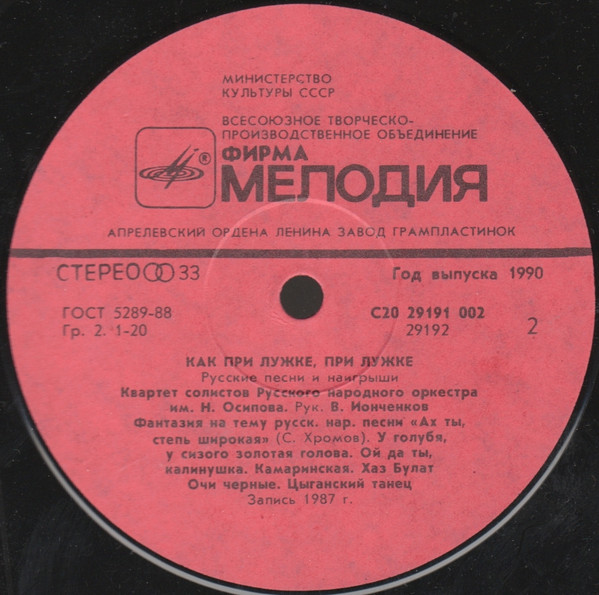 МИНИСТЕРСТВО
КУЛЬТУРЫ СССР
ВСЕСОЮЗНОЕ ТВОРЧЕСКО-
ПРОИЗВОДСТВЕННОЕ ОБЪЕДИНЕНИЕ
ФИРМА
®
МЕЛОДИЯ
АПРЕЛЕВСКИЙ ОРДЕНА ЛЕНИНА ЗАВОД ГРАМПЛАСТИНОК
СТЕРЕО 33
Год выпуска 1990
ГОСТ 5289-88
С20 29191 002
Гр. 2. 1-20
29192
2
КАК ПРИ ЛУЖКЕ, ПРИ ЛУЖКЕ
Русские песни и наигрыши
Квартет солистов Русского народного оркестра
им. Н. Осипова. Рук. В. Ионченков
Фантазия на тему русск. нар. песни «Ах ты,
степь широкая» (С. Хромов). У голубя,
у сизого золотая голова. Ой да ты,
калинушка. Камаринская. Хаз Булат
Очи черные. Цыганский танец
Запись 1987 г.